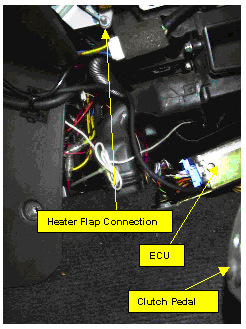 Heater Flap Connection
ECU
Clutch Pedal